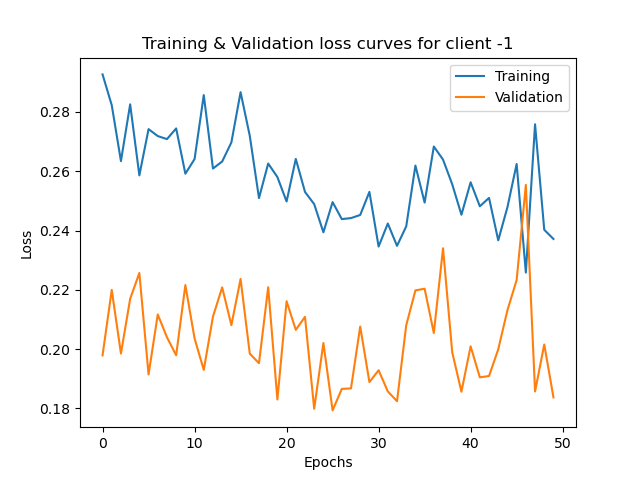 Training & Validation loss curves for client -1
Training
Validation
Loss
0.28
0.26
0.24
0.22
0.20
0.18
0 10 20 30 40 50
Epochs